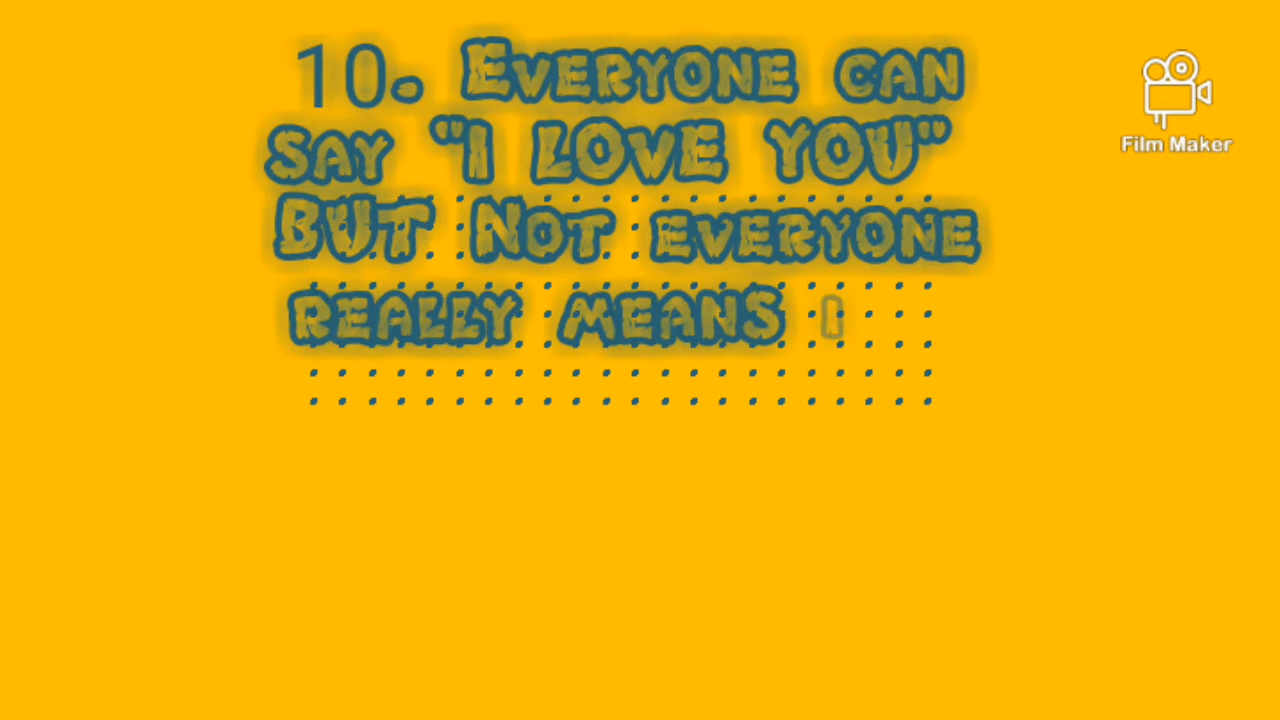 10. Everyone can
say "I LOVE YOU"
BUT Not everyone
really means i
Film Maker